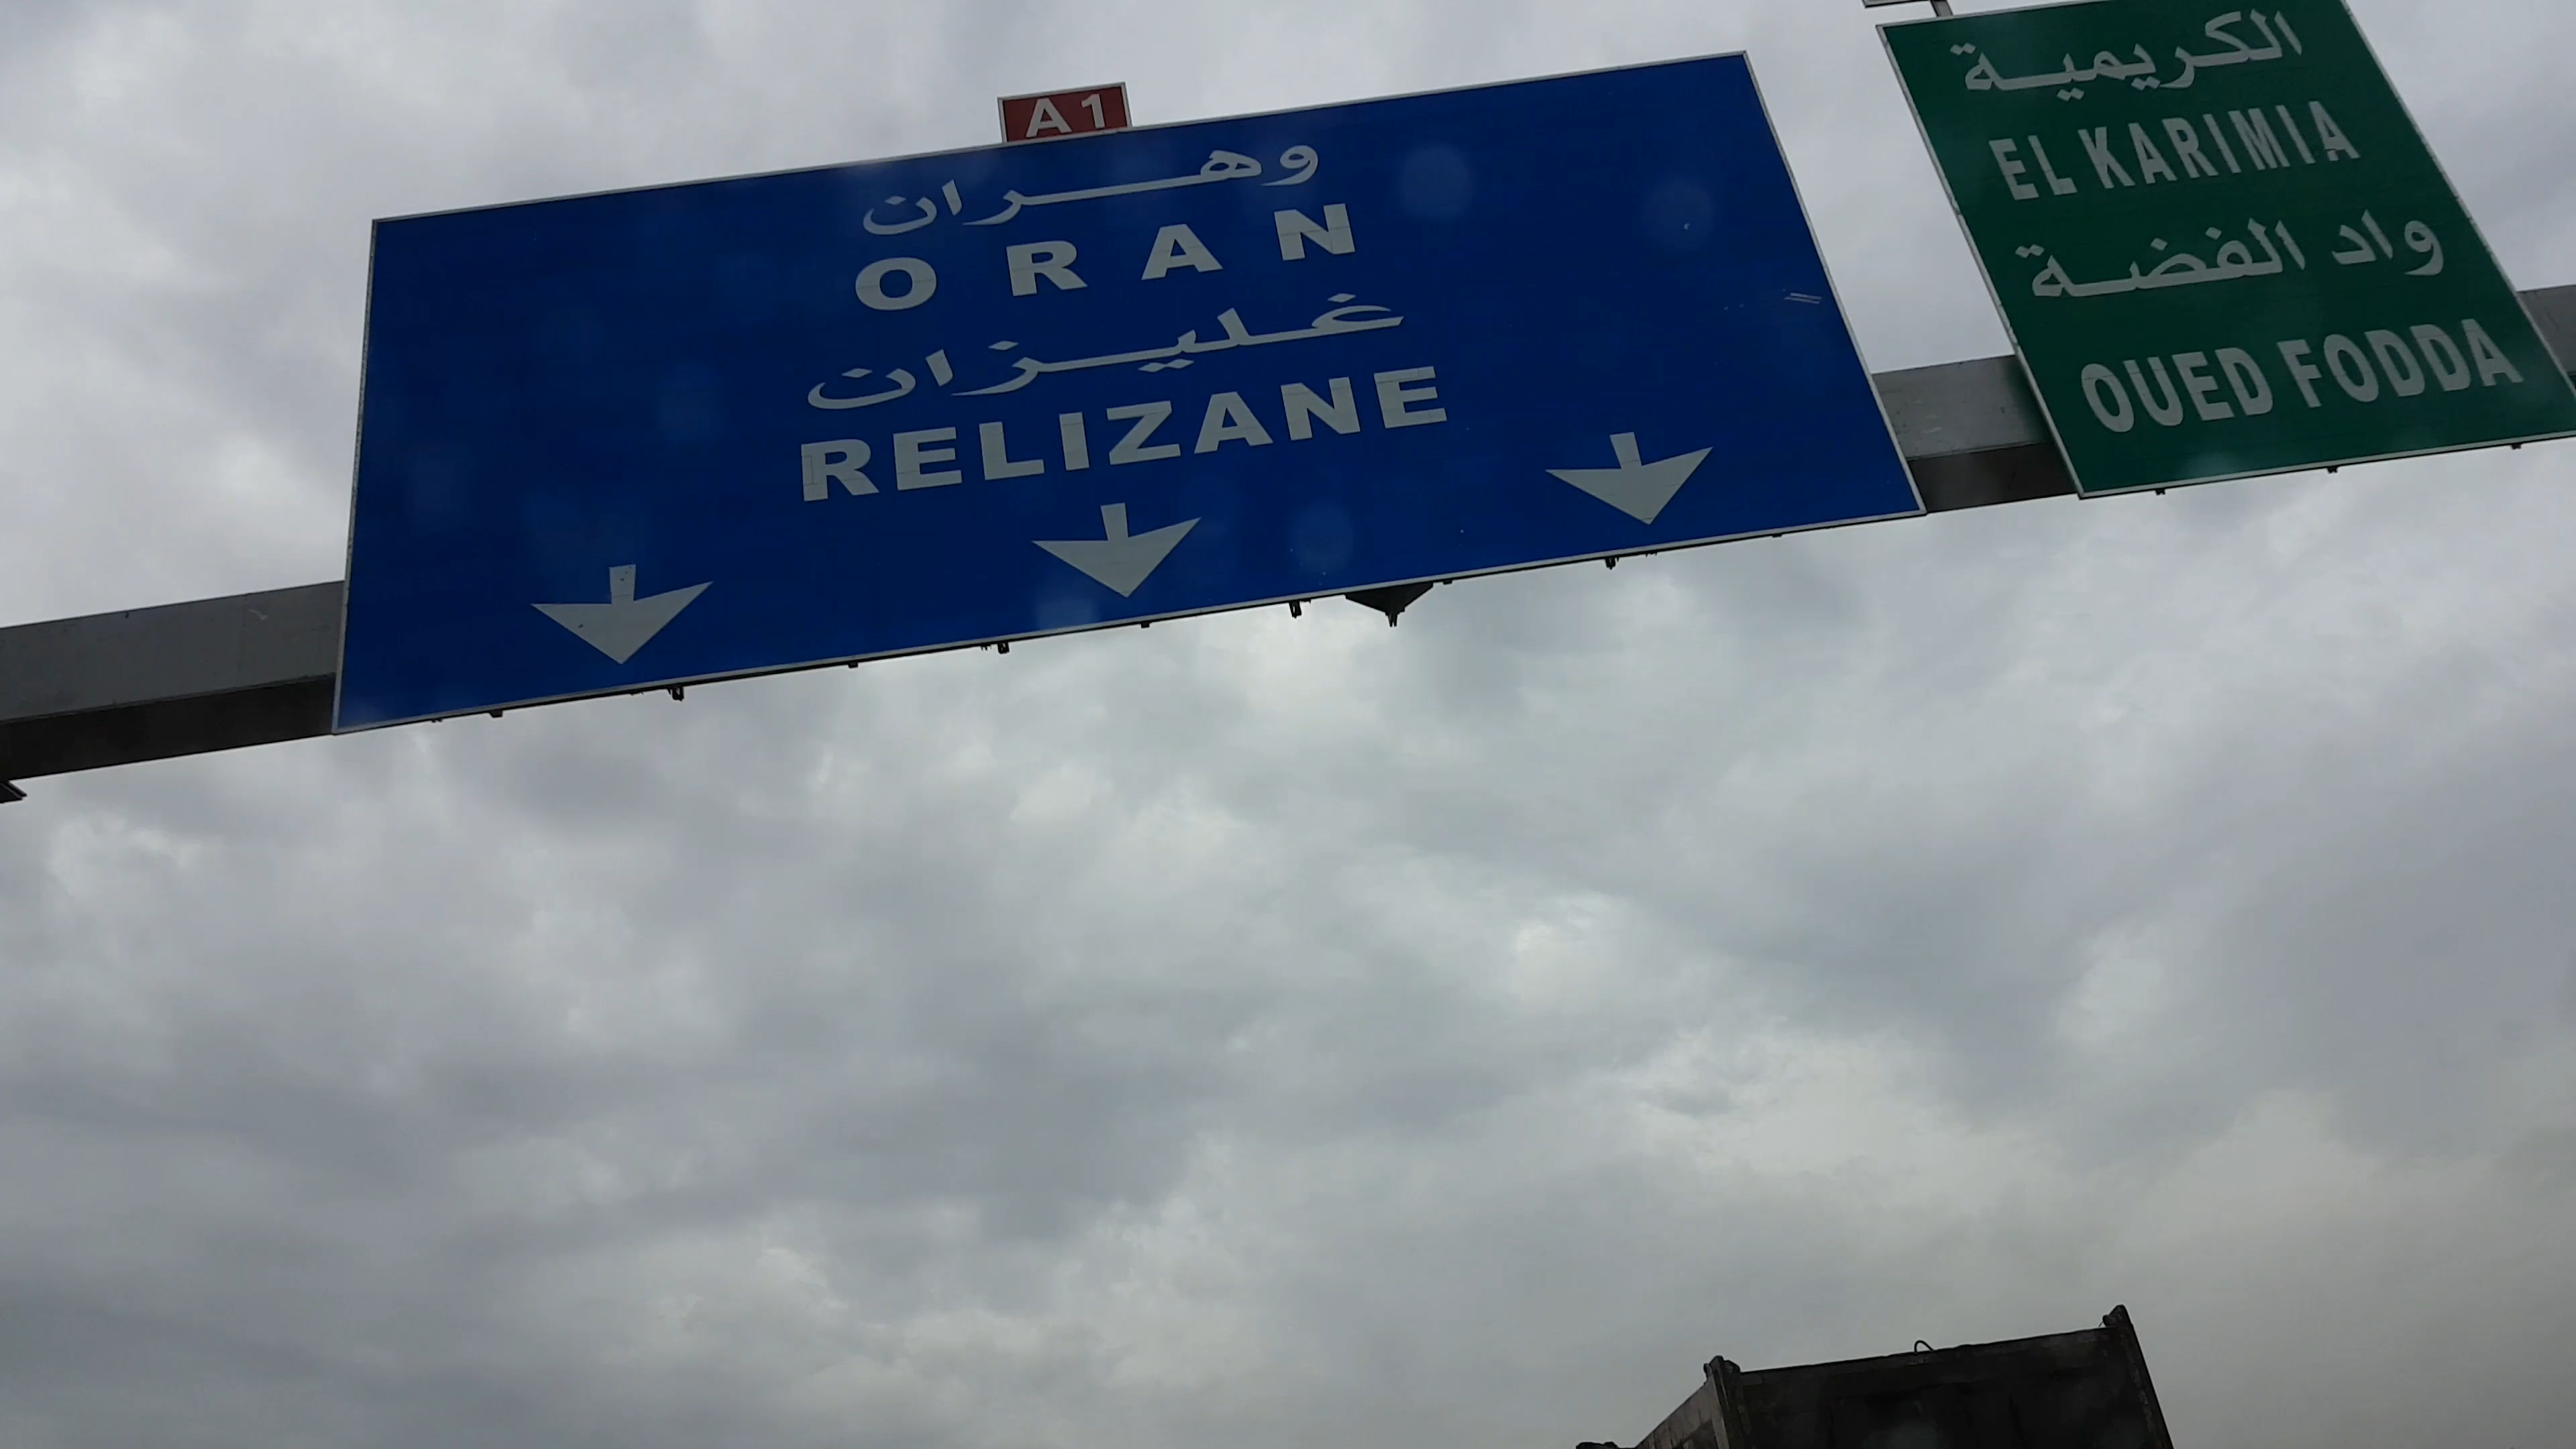 A1
وهران
ORAN
غليزان
RELIZANE
الكريمية
EL KARIMIA
واد الفضة
OUED FODDA